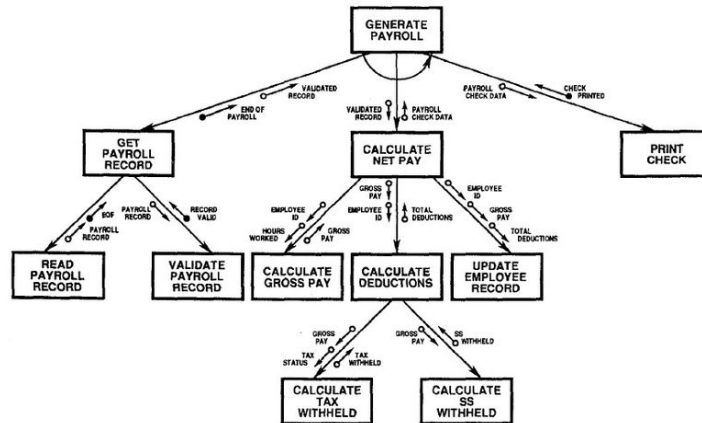 GENERATE
PAYROLL
VALIDATED
RECORD
END OF
PAYROLL
VALIDATED
RECORD
PAYROLL
CHECK DATA
PAYROLL
CHECK DATA
CHECK
PRINTED
GET
PAYROLL
RECORD
CALCULATE
NET PAY
PRINT
CHECK
EOF
PAYROLL
RECORD
PAYROLL
RECORD
RECORD
VALID
EMPLOYEE
ID
HOURS
WORKED
GROSS
PAY
GROSS
PAY
EMPLOYEE
ID
TOTAL
DEDUCTIONS
EMPLOYEE
ID
GROSS
PAY
TOTAL
DEDUCTIONS
READ
PAYROLL
RECORD
VALIDATE
PAYROLL
RECORD
CALCULATE
GROSS PAY
CALCULATE
DEDUCTIONS
UPDATE
EMPLOYEE
RECORD
GROSS
PAY
TAX
STATUS
TAX
WITHHELD
GROSS
PAY
SS
WITHHELD
CALCULATE
TAX
WITHHELD
CALCULATE
SS
WITHHELD